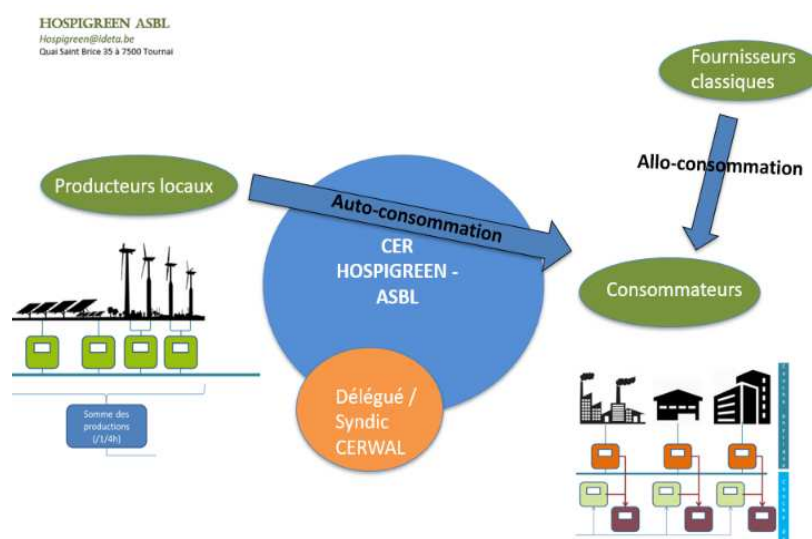 HOSPIGREEN ASBL
Hospigreen@ideta.be
Quai Saint Brice 35 à 7500 Tournai
Fournisseurs
classiques
Allo-consommation
Producteurs locaux
Auto-consommation
CER
HOSPIGREEN -
ASBL
Consommateurs
Délégué /
Syndic
CERWAL
Somme des
productions
(/1/4h)